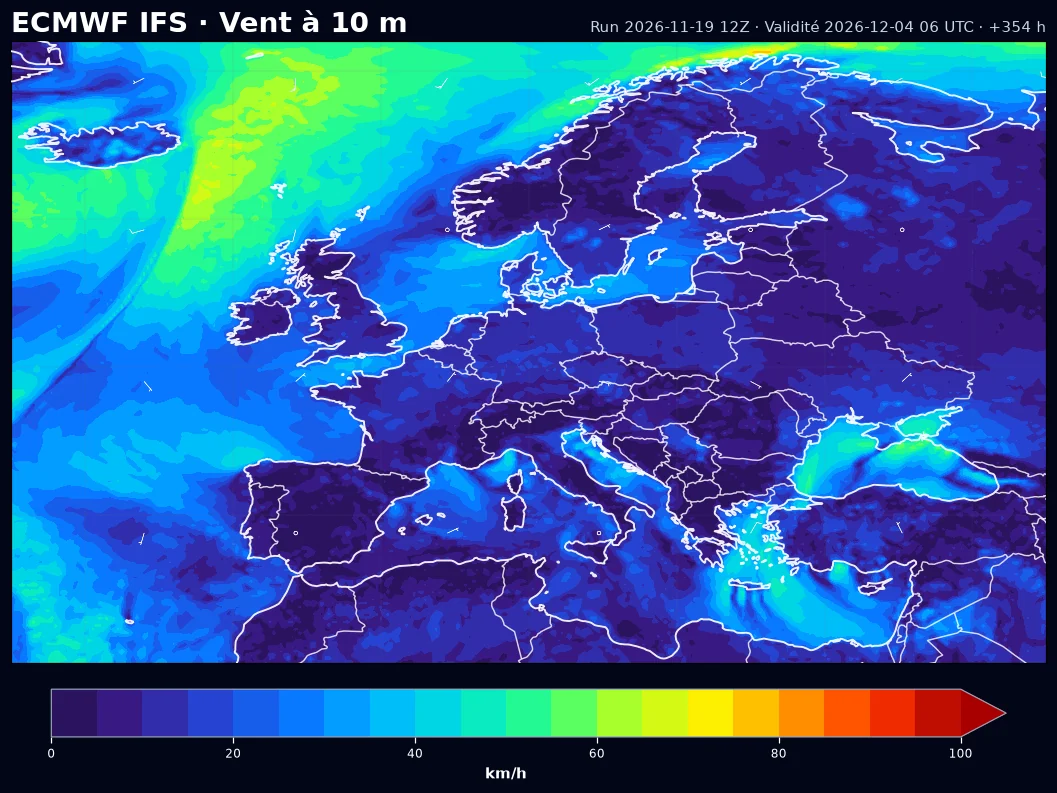 ECMWF IFS · Vent à 10 m
Run 2026-11-19 12Z · Validité 2026-12-04 06 UTC · +354 h
0 20 40 60 80 100
km/h